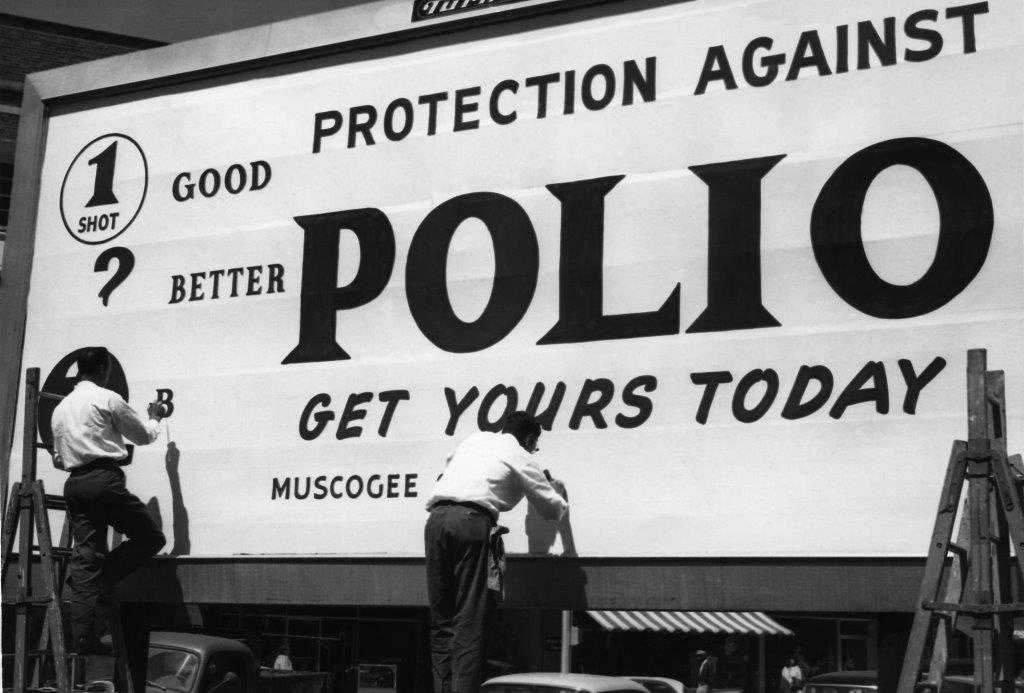 PROTECTION AGAINST
1
SHOT
GOOD
POLIO
?
BETTER
B
GET YOURS TODAY
MUSCOGEE